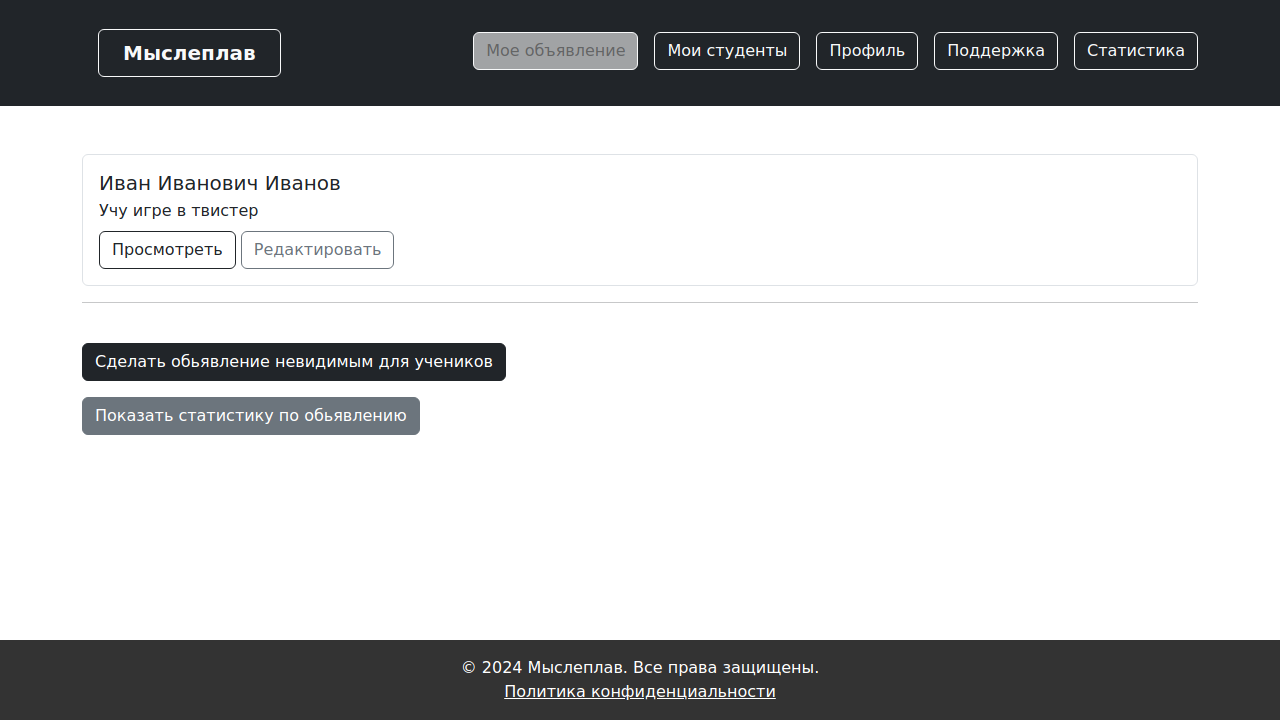 Мыслеплав
Мое объявление
Мои студенты
Профиль
Поддержка
Статистика
Иван Иванович Иванов
Учу игре в твистер
Просмотреть
Редактировать
Сделать обьявление невидимым для учеников
Показать статистику по обьявлению
© 2024 Мыслеплав. Все права защищены.
Политика конфиденциальности